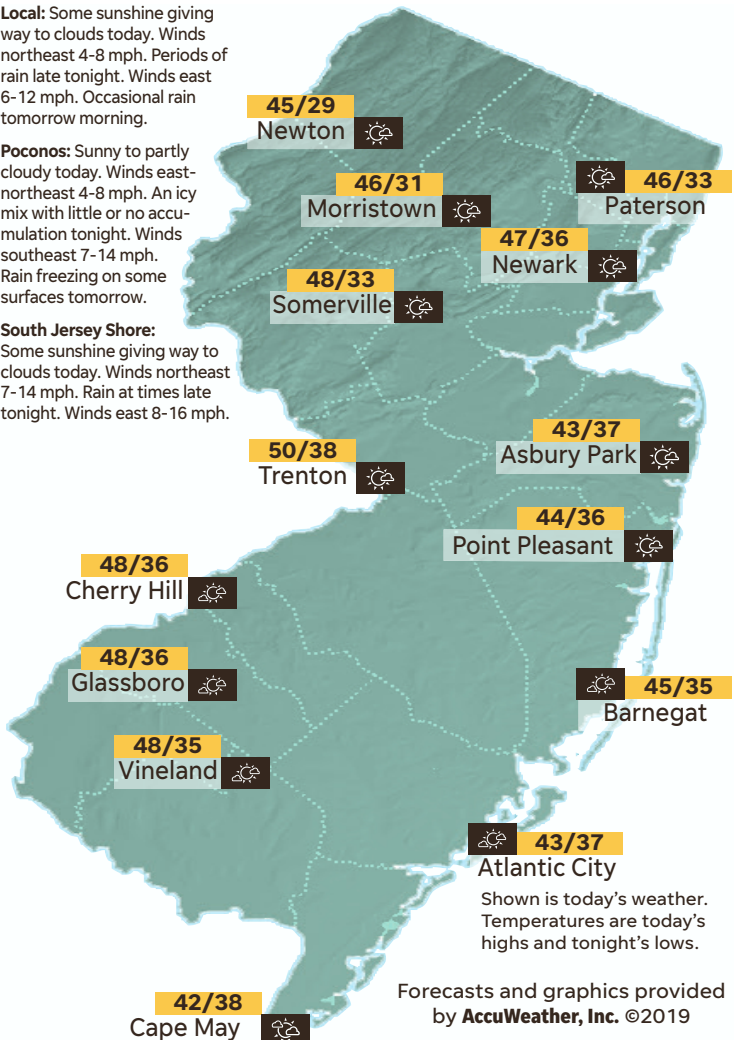 Local: Some sunshine giving
way to clouds today. Winds
northeast 4-8 mph. Periods of
rain late tonight. Winds east
6-12 mph. Occasional rain
tomorrow morning.
Poconos: Sunny to partly
cloudy today. Winds east-
northeast 4-8 mph. An icy
mix with little or no accu-
mulation tonight. Winds
southeast 7-14 mph.
Rain freezing on some
surfaces tomorrow.
South Jersey Shore:
Some sunshine giving way to
clouds today. Winds northeast
7-14 mph. Rain at times late
tonight. Winds east 8-16 mph.
45/29
Newton
46/31
Morristown
46/33
Paterson
47/36
Newark
48/33
Somerville
43/37
Asbury Park
50/38
Trenton
44/36
Point Pleasant
48/36
Cherry Hill
48/36
Glassboro
45/35
Barnegat
48/35
Vineland
43/37
Atlantic City
Shown is today's weather.
Temperatures are today's
highs and tonight's lows.
42/38
Cape May
Forecasts and graphics provided
by AccuWeather, Inc. ©2019